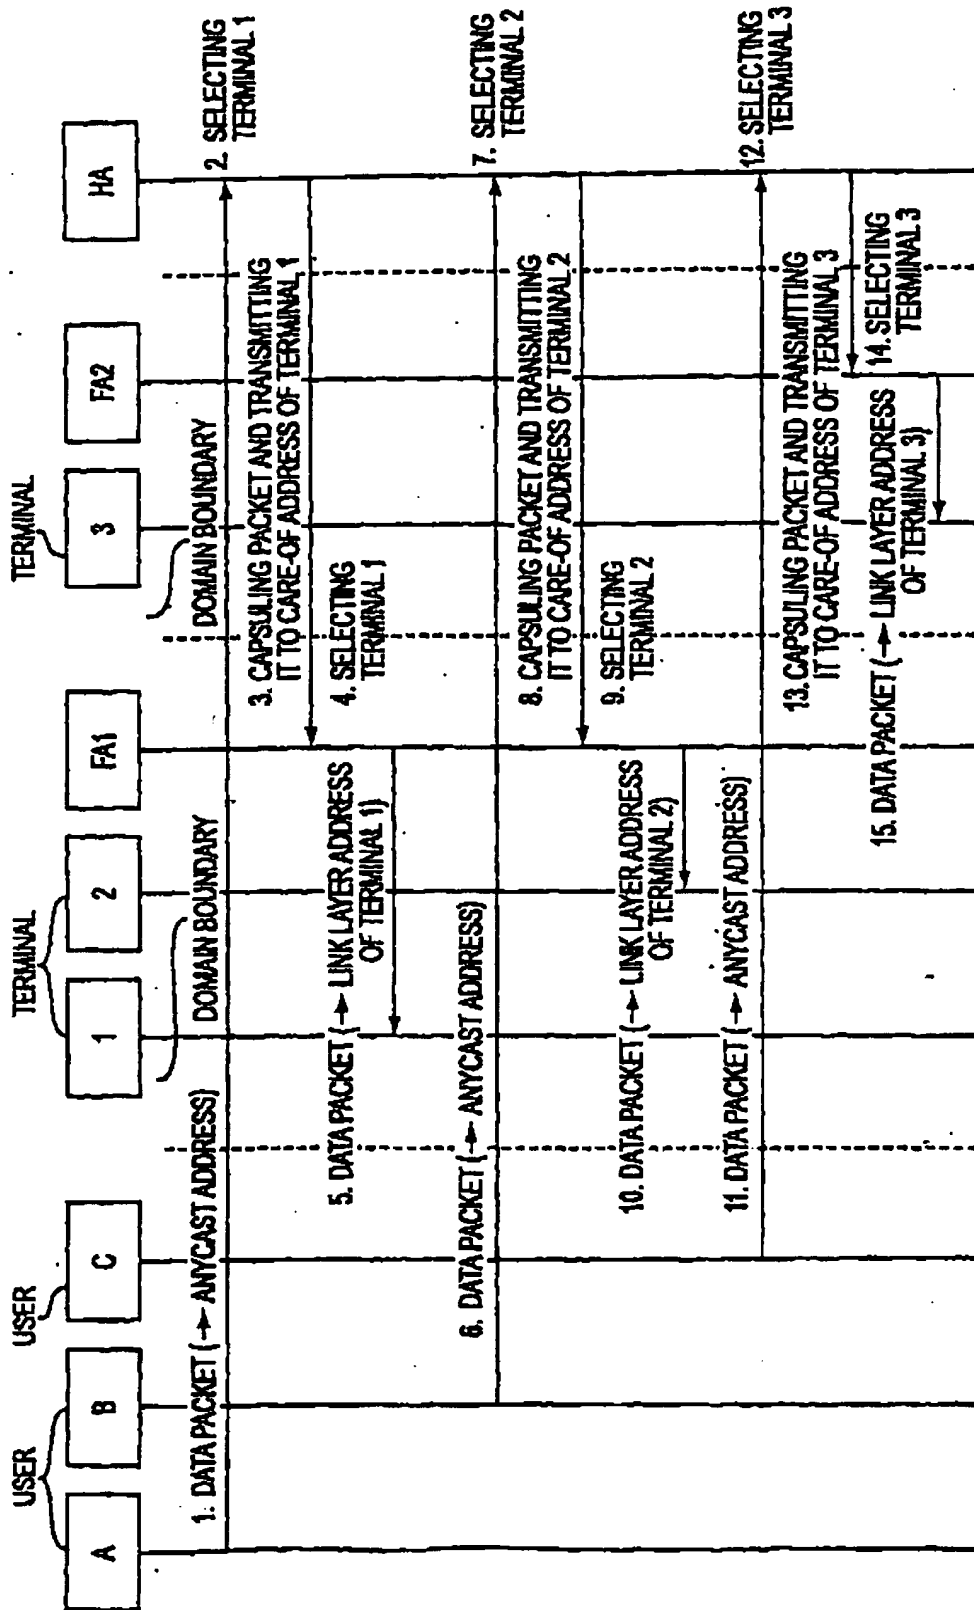 USER
USER
TERMINAL
TERMINAL
A
B
C
1
2
FA1
3
FA2
HA
DOMAIN BOUNDARY
DOMAIN BOUNDARY
1. DATA PACKET (→ ANYCAST ADDRESS)
2. SELECTING
TERMINAL 1
3. CAPSULING PACKET AND TRANSMITTING
IT TO CARE-OF ADDRESS OF TERMINAL 1
4. SELECTING
TERMINAL 1
5. DATA PACKET (→ LINK LAYER ADDRESS
OF TERMINAL 1)
6. DATA PACKET (→ ANYCAST ADDRESS)
7. SELECTING
TERMINAL 2
8. CAPSULING PACKET AND TRANSMITTING
IT TO CARE-OF ADDRESS OF TERMINAL 2
9. SELECTING
TERMINAL 2
10. DATA PACKET (→ LINK LAYER ADDRESS
OF TERMINAL 2)
11. DATA PACKET (→ ANYCAST ADDRESS)
12. SELECTING
TERMINAL 3
13. CAPSULING PACKET AND TRANSMITTING
IT TO CARE-OF ADDRESS OF TERMINAL 3
14. SELECTING
TERMINAL 3
15. DATA PACKET (→ LINK LAYER ADDRESS
OF TERMINAL 3)